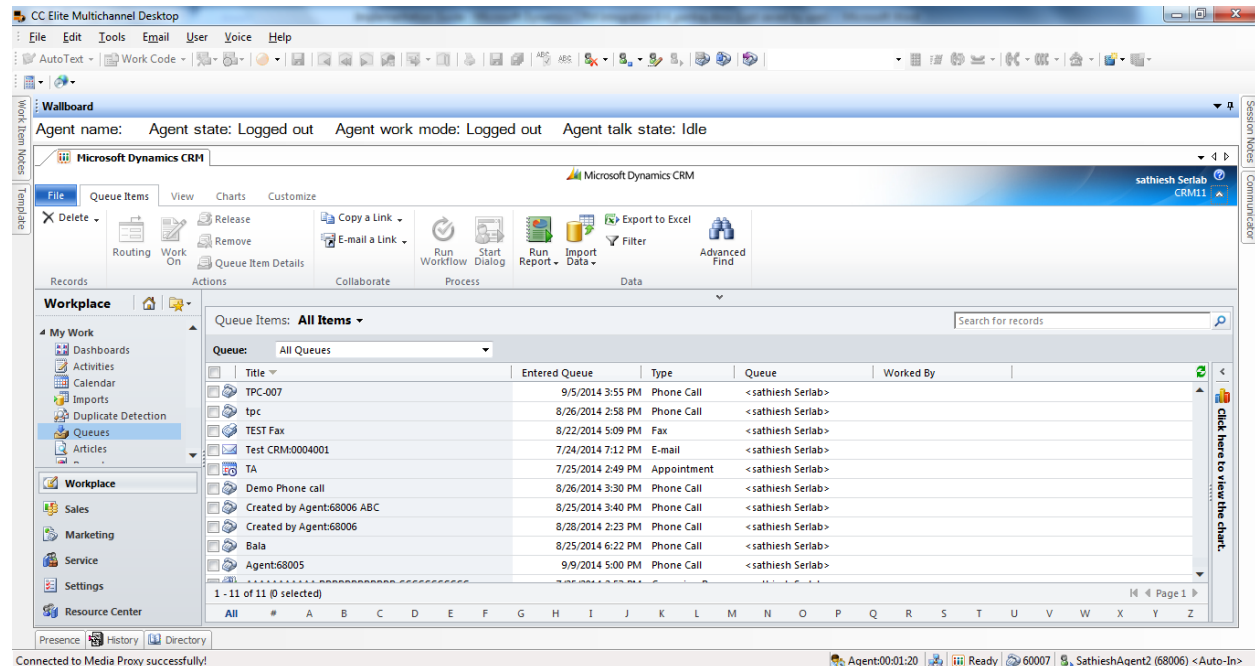 CC Elite Multichannel Desktop
File Edit Tools Email User Voice Help
AutoText Work Code
Wallboard
Agent name: Agent state: Logged out Agent work mode: Logged out Agent talk state: Idle
Work Item Notes
Template
Session Notes
Communicator
Microsoft Dynamics CRM
Microsoft Dynamics CRM
sathiesh Serlab
CRM11
File Queue Items View Charts Customize
Delete
Routing
Work On
Release
Remove
Queue Item Details
Copy a Link
E-mail a Link
Run Workflow
Start Dialog
Run Report
Import Data
Export to Excel
Filter
Advanced Find
Records Actions Collaborate Process Data
Workplace
My Work
Dashboards
Activities
Calendar
Imports
Duplicate Detection
Queues
Articles
Workplace
Sales
Marketing
Service
Settings
Resource Center
Queue Items: All Items
Search for records
Queue: All Queues
Title Entered Queue Type Queue Worked By
TPC-007 9/5/2014 3:55 PM Phone Call <sathiesh Serlab>
tpc 8/26/2014 2:58 PM Phone Call <sathiesh Serlab>
TEST Fax 8/22/2014 5:09 PM Fax <sathiesh Serlab>
Test CRM:0004001 7/24/2014 7:12 PM E-mail <sathiesh Serlab>
TA 7/25/2014 2:49 PM Appointment <sathiesh Serlab>
Demo Phone call 8/26/2014 3:30 PM Phone Call <sathiesh Serlab>
Created by Agent:68006 ABC 8/25/2014 3:40 PM Phone Call <sathiesh Serlab>
Created by Agent:68006 8/28/2014 2:23 PM Phone Call <sathiesh Serlab>
Bala 8/25/2014 6:22 PM Phone Call <sathiesh Serlab>
Agent:68005 9/9/2014 5:00 PM Phone Call <sathiesh Serlab>
Click here to view the chart.
1 - 11 of 11 (0 selected) Page 1
All # A B C D E F G H I J K L M N O P Q R S T U V W X Y Z
Presence History Directory
Connected to Media Proxy successfully! Agent:00:01:20 Ready 60007 SathieshAgent2 (68006) <Auto-In>